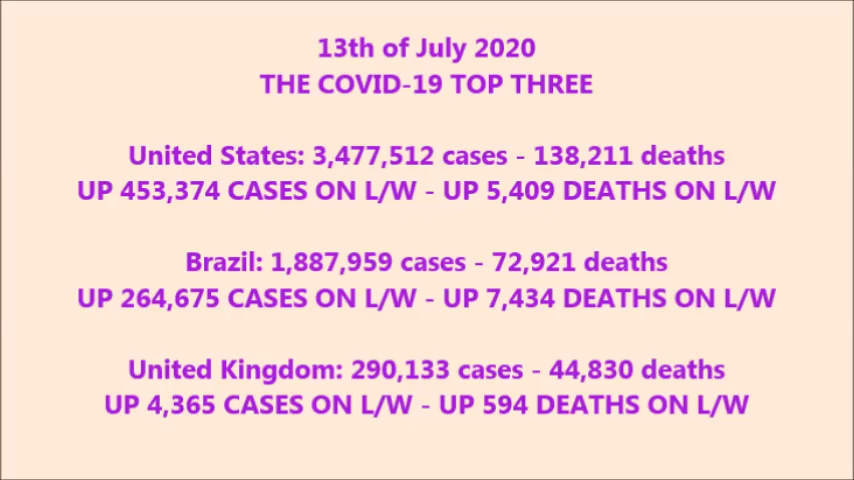 13th of July 2020
THE COVID-19 TOP THREE
United States: 3,477,512 cases - 138,211 deaths
UP 453,374 CASES ON L/W - UP 5,409 DEATHS ON L/W
Brazil: 1,887,959 cases - 72,921 deaths
UP 264,675 CASES ON L/W - UP 7,434 DEATHS ON L/W
United Kingdom: 290,133 cases - 44,830 deaths
UP 4,365 CASES ON L/W - UP 594 DEATHS ON L/W